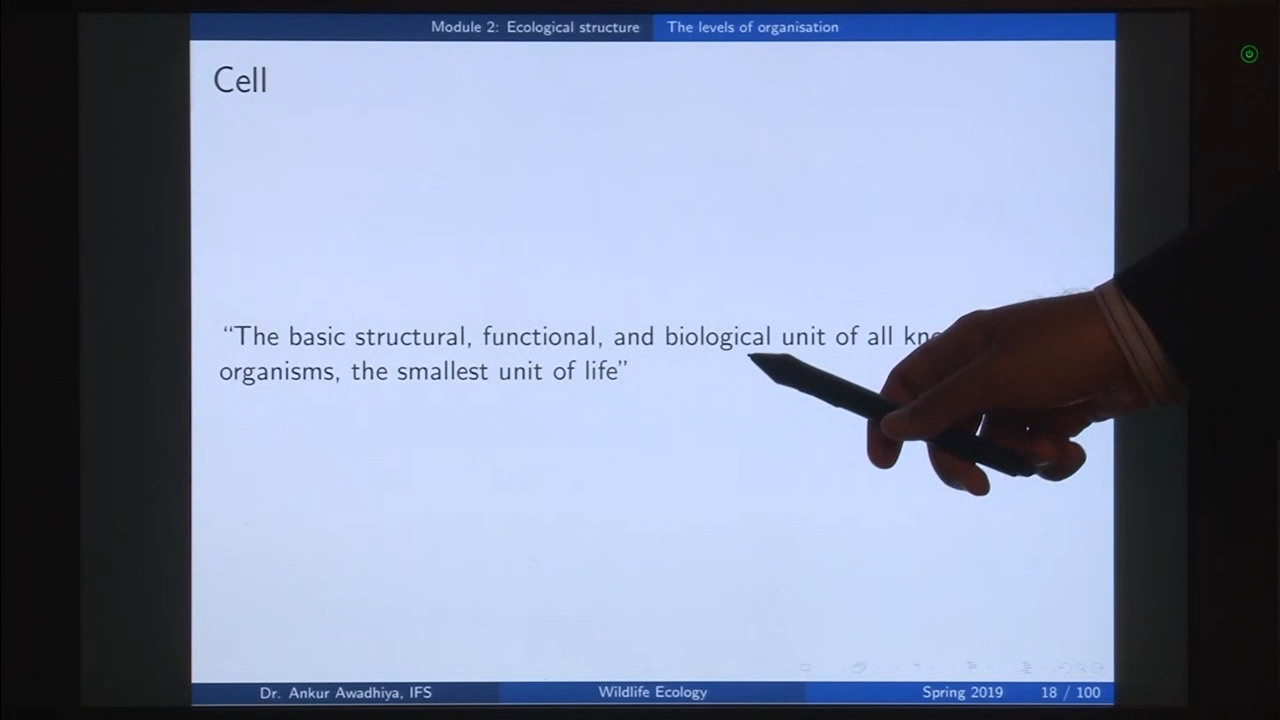 Module 2: Ecological structure The levels of organisation
Cell
“The basic structural, functional, and biological unit of all
organisms, the smallest unit of life”
Dr. Ankur Awadhiya, IFS Wildlife Ecology Spring 2019 18 / 100